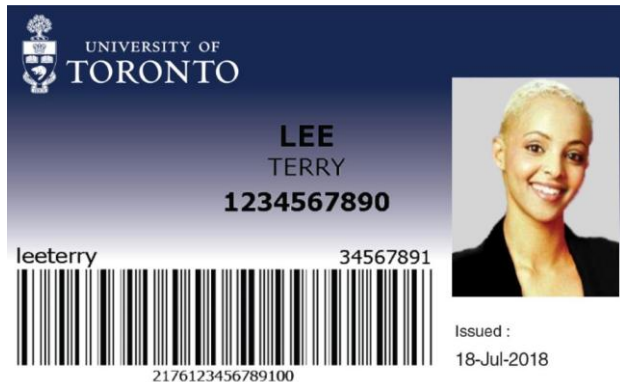 UNIVERSITY OF
TORONTO
LEE
TERRY
1234567890
leeterry 34567891
2176123456789100
Issued :
18-Jul-2018